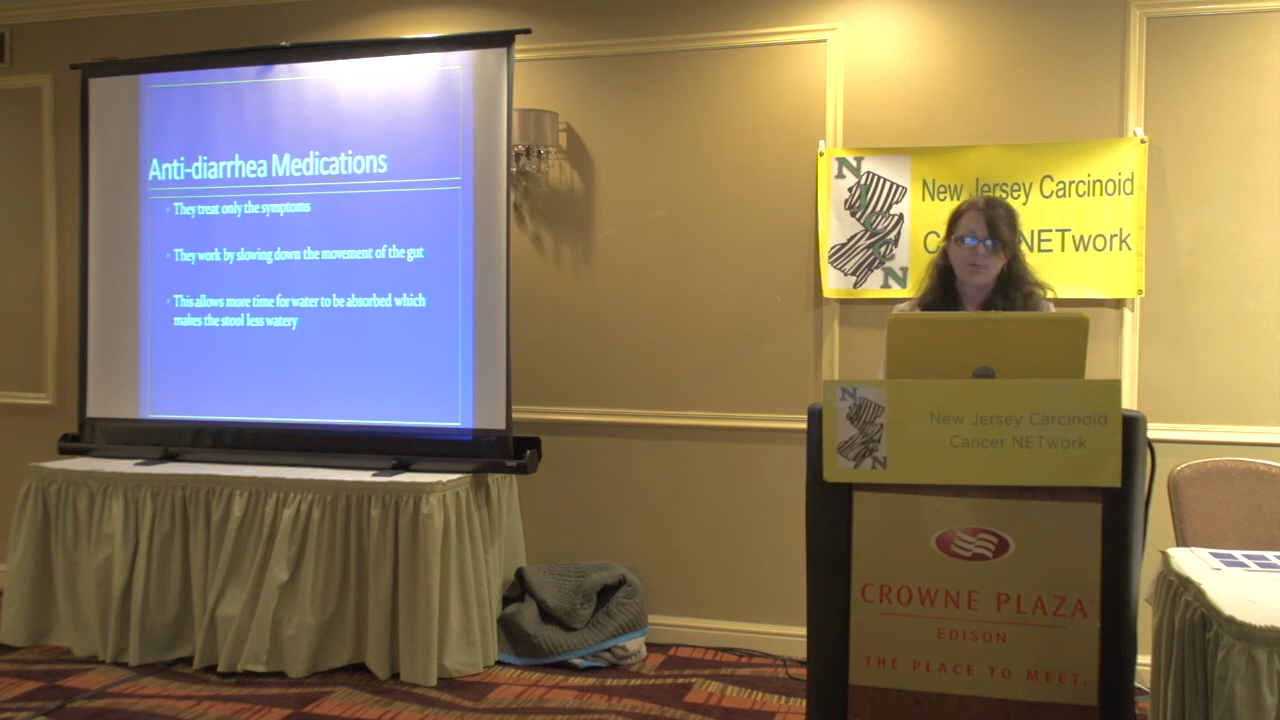 Anti-diarrhea Medications
They treat only the symptoms
They work by slowing down the movement of the gut
This allows more time for water to be absorbed which
makes the stool less watery
NJCCN
New Jersey Carcinoid
NETwork
NJCCN
New Jersey Carcinoid
Cancer NETwork
CROWNE PLAZA
EDISON
THE PLACE TO MEET.